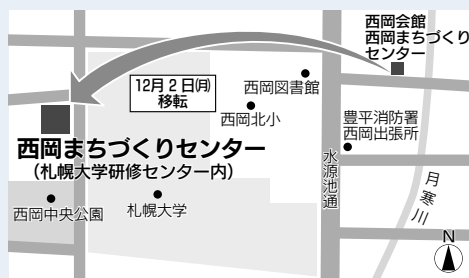 西岡会館
西岡まちづくり
センター
12月2日㈪
移転
西岡図書館
西岡北小
豊平消防署
西岡出張所
西岡まちづくりセンター
（札幌大学研修センター内）
水源池通
月寒川
西岡中央公園
札幌大学
N